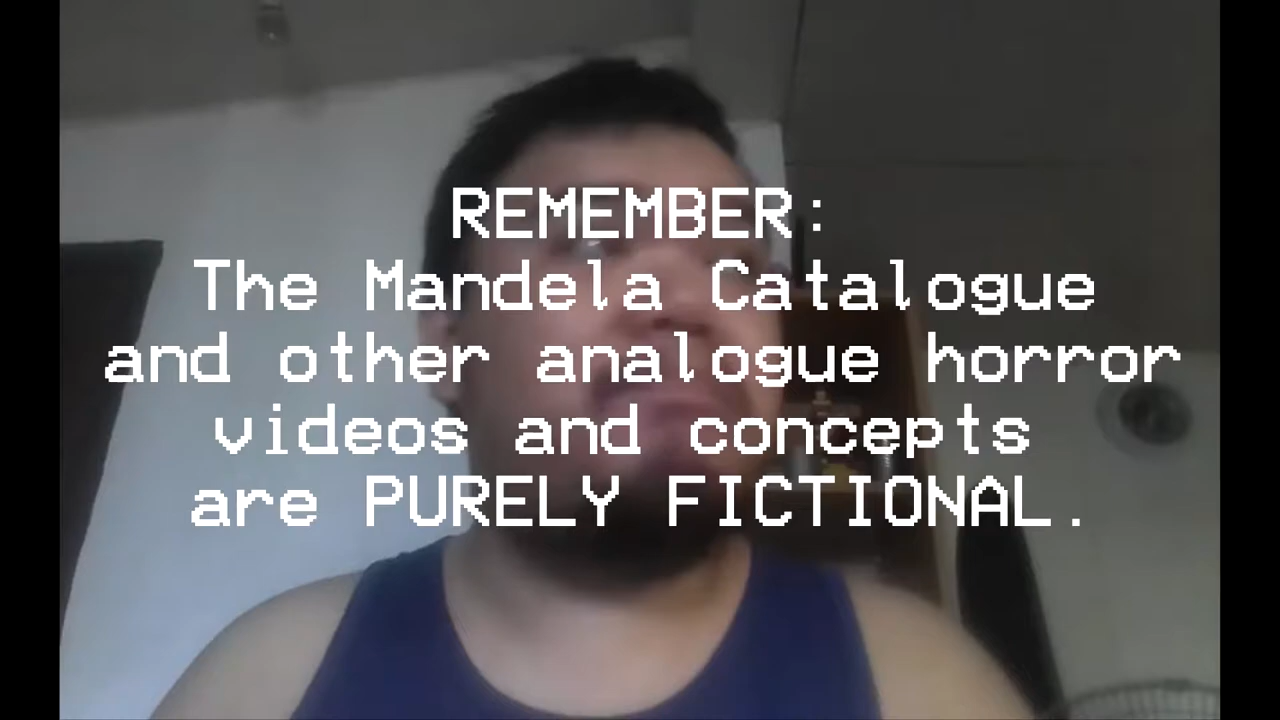 REMEMBER:
The Mandela Catalogue
and other analogue horror
videos and concepts
are PURELY FICTIONAL.